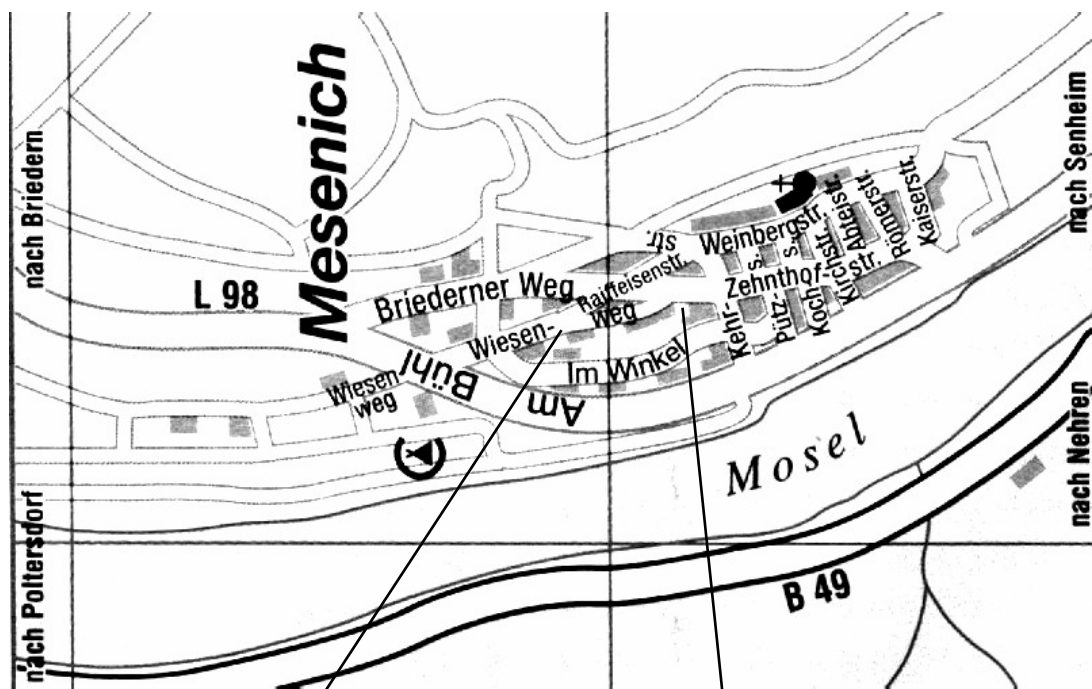 Mesenich
nach Briedern
nach Senheim
L 98
Briederner Weg
str.
Weinbergstr.
Abteistr.
Römerstr.
Kaiserstr.
Raiffeisenstr.
s.
s.
Kirchstr.
Zehnthof-
str.
Wiesen-
weg
Kehr-
Pütz-
Koch-
Kirchstr.
Im Winkel
Am
Bühl
Wiesen-
weg
Mosel
nach Nehren
nach Poltersdorf
B 49